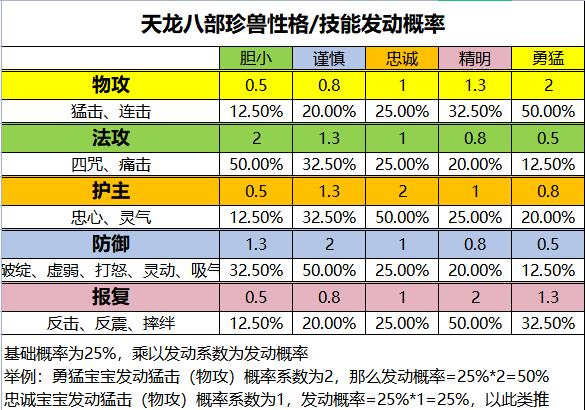 天龙八部珍兽性格/技能发动概率
胆小 谨慎 忠诚 精明 勇猛
物攻 0.5 0.8 1 1.3 2
猛击、连击 12.50% 20.00% 25.00% 32.50% 50.00%
法攻 2 1.3 1 0.8 0.5
四咒、痛击 50.00% 32.50% 25.00% 20.00% 12.50%
护主 0.5 1.3 2 1 0.8
忠心、灵气 12.50% 32.50% 50.00% 25.00% 20.00%
防御 1.3 2 1 0.8 0.5
破绽、虚弱、打怒、灵动、吸气 32.50% 50.00% 25.00% 20.00% 12.50%
报复 0.5 0.8 1 2 1.3
反击、反震、摔绊 12.50% 20.00% 25.00% 50.00% 32.50%
基础概率为25%，乘以发动系数为发动概率
举例：勇猛宝宝发动猛击（物攻）概率系数为2，那么发动概率=25%*2=50%
忠诚宝宝发动猛击（物攻）概率系数为1，发动概率=25%*1=25%，以此类推